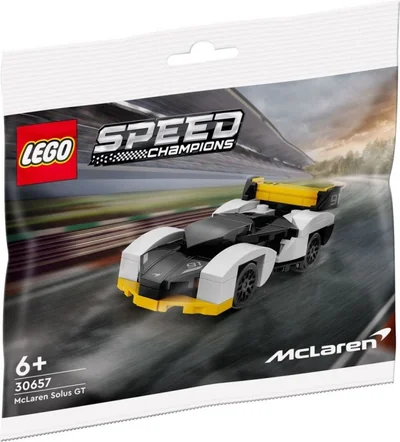 LEGO
SPEED
CHAMPIONS
6+
30657
McLaren Solus GT
McLaren